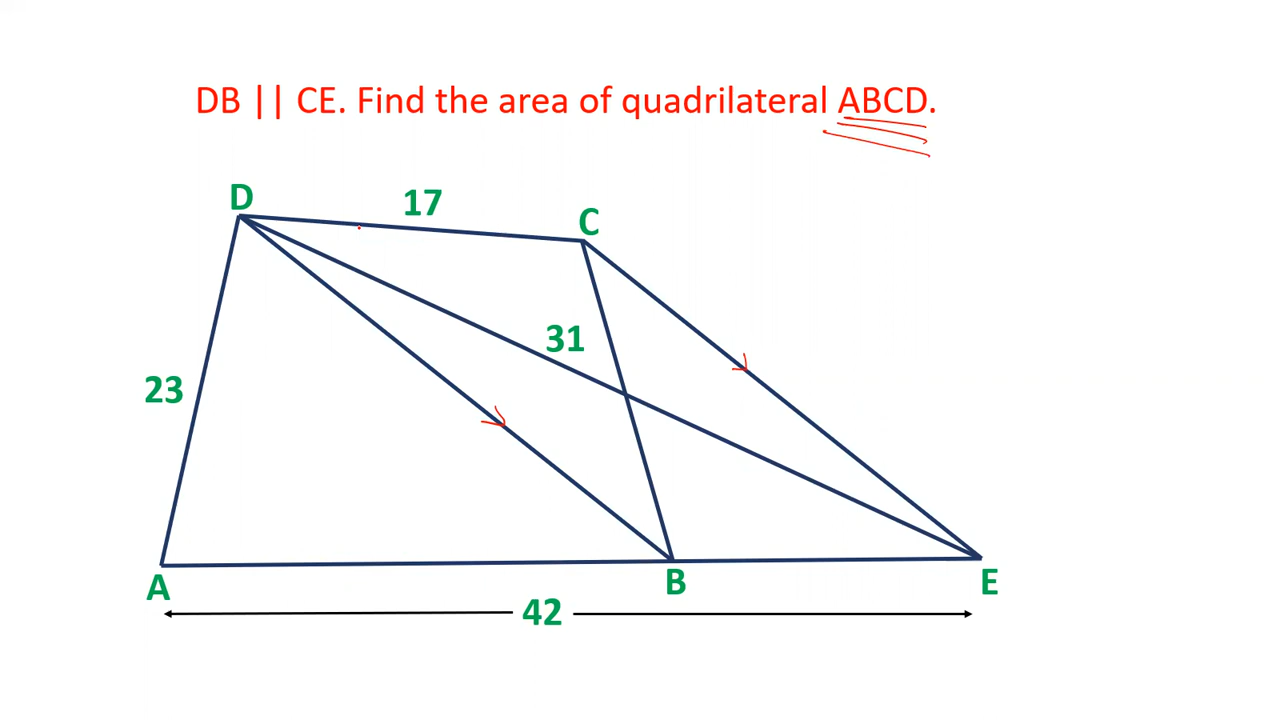 DB || CE. Find the area of quadrilateral ABCD.
D
17
C
31
23
A
B
E
42